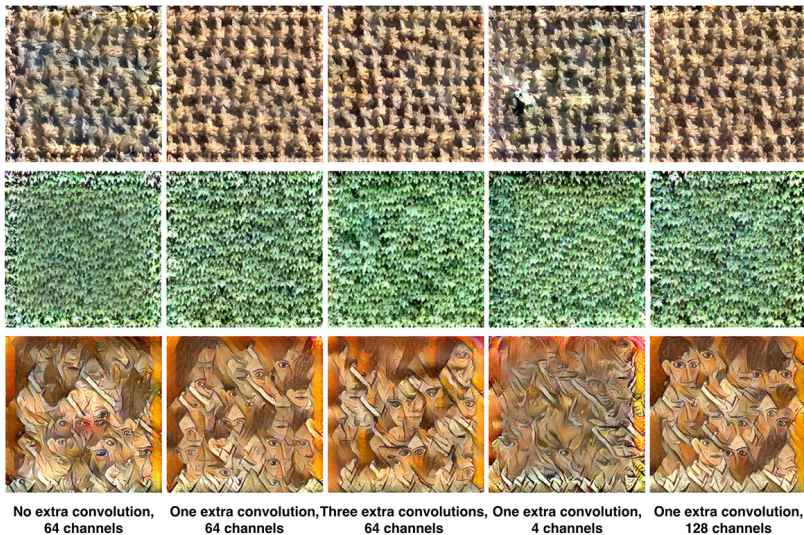 No extra convolution,
64 channels
One extra convolution,
64 channels
Three extra convolutions,
64 channels
One extra convolution,
4 channels
One extra convolution,
128 channels